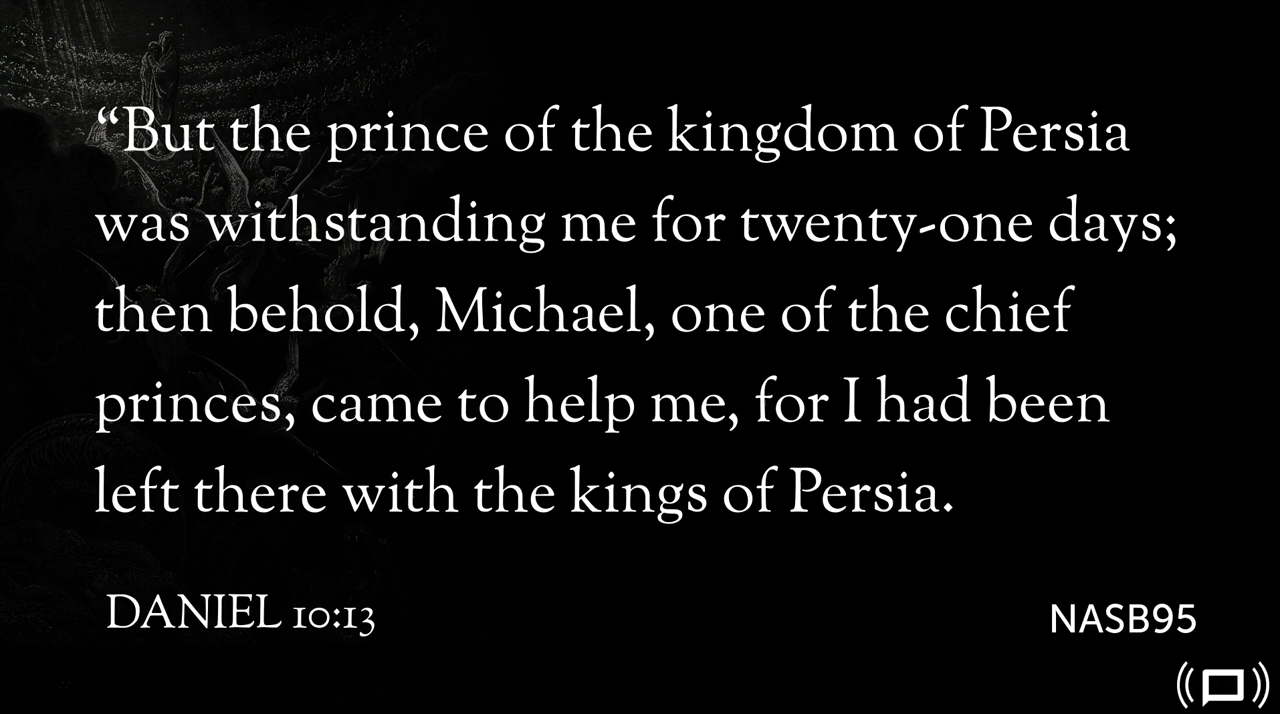 “But the prince of the kingdom of Persia
was withstanding me for twenty-one days;
then behold, Michael, one of the chief
princes, came to help me, for I had been
left there with the kings of Persia.
DANIEL 10:13
NASB95